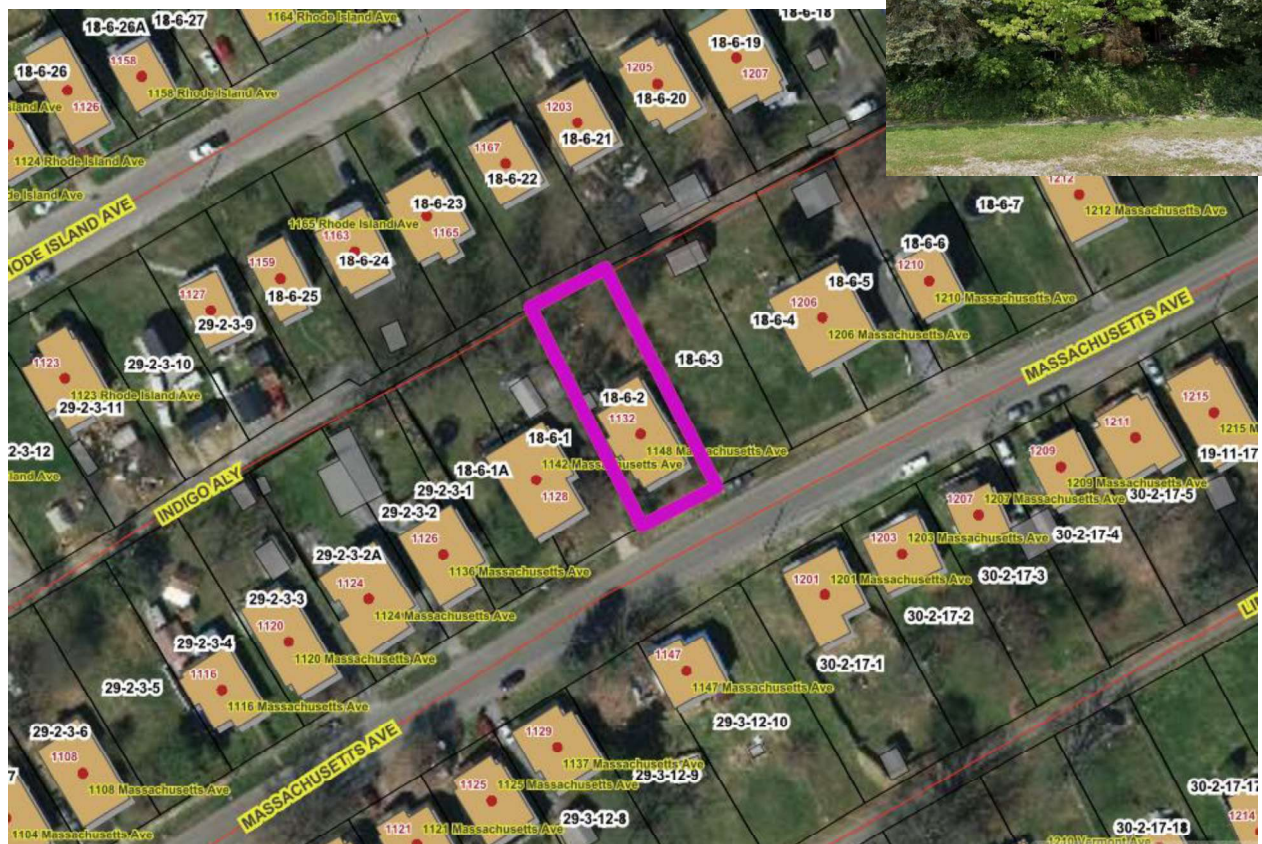 18-6-26A
18-6-27
1164 Rhode Island Ave
18-6-18
18-6-26
1158
1126
1158 Rhode Island Ave
1205
18-6-19
1207
18-6-20
1203
18-6-21
1124 Rhode Island Ave
1167
18-6-22
18-6-23
1165
1165 Rhode Island Ave
1163
18-6-24
1212
1212 Massachusetts Ave
18-6-7
18-6-6
1210
1210 Massachusetts Ave
1159
18-6-25
1127
29-2-3-9
18-6-5
1206
18-6-4
1206 Massachusetts Ave
MASSACHUSETTS AVE
1123
29-2-3-10
1123 Rhode Island Ave
29-2-3-11
18-6-3
18-6-2
1132
1148 Massachusetts Ave
18-6-1
1142 Massachusetts Ave
18-6-1A
1128
1215
1211
19-11-17
1209
1209 Massachusetts Ave
30-2-17-5
INDIGO ALY
29-2-3-1
29-2-3-2
1126
1136 Massachusetts Ave
1207
1207 Massachusetts Ave
30-2-17-4
1203
1203 Massachusetts Ave
30-2-17-3
29-2-3-2A
1124
1124 Massachusetts Ave
1201
1201 Massachusetts Ave
30-2-17-2
29-2-3-3
1120
1120 Massachusetts Ave
29-2-3-4
1116
1116 Massachusetts Ave
29-2-3-5
1147
1147 Massachusetts Ave
30-2-17-1
29-3-12-10
MASSACHUSETTS AVE
29-2-3-6
1108
1108 Massachusetts Ave
1129
1137 Massachusetts Ave
29-3-12-9
1125
1125 Massachusetts Ave
29-3-12-8
1121
1121 Massachusetts Ave
1104 Massachusetts Ave
30-2-17-18
1214
1210 Vermont Ave